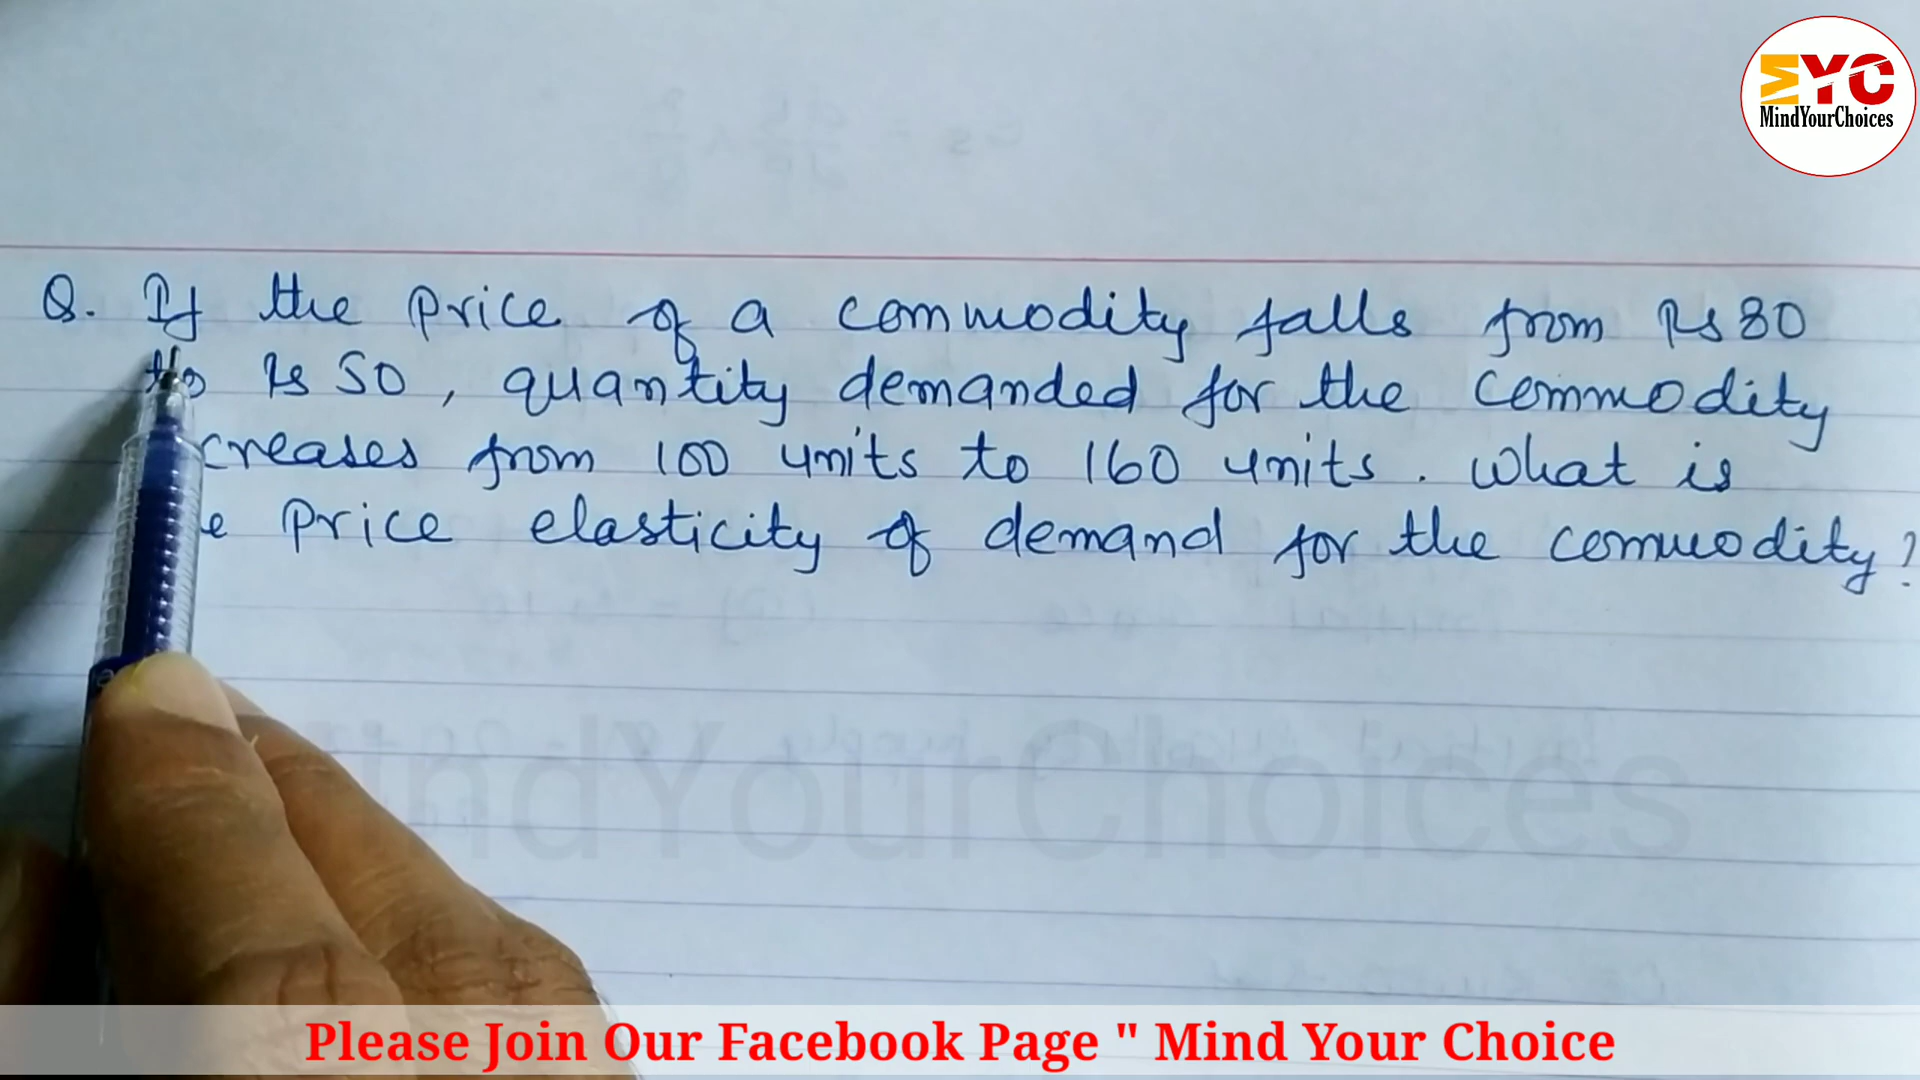 MYC
MindYourChoices
Q. If the price of a commodity falls from Rs 80
to Rs 50, quantity demanded for the commodity
creases from 100 units to 160 units. What is
e price elasticity of demand for the commodity?
indYourChoices
Please Join Our Facebook Page " Mind Your Choice